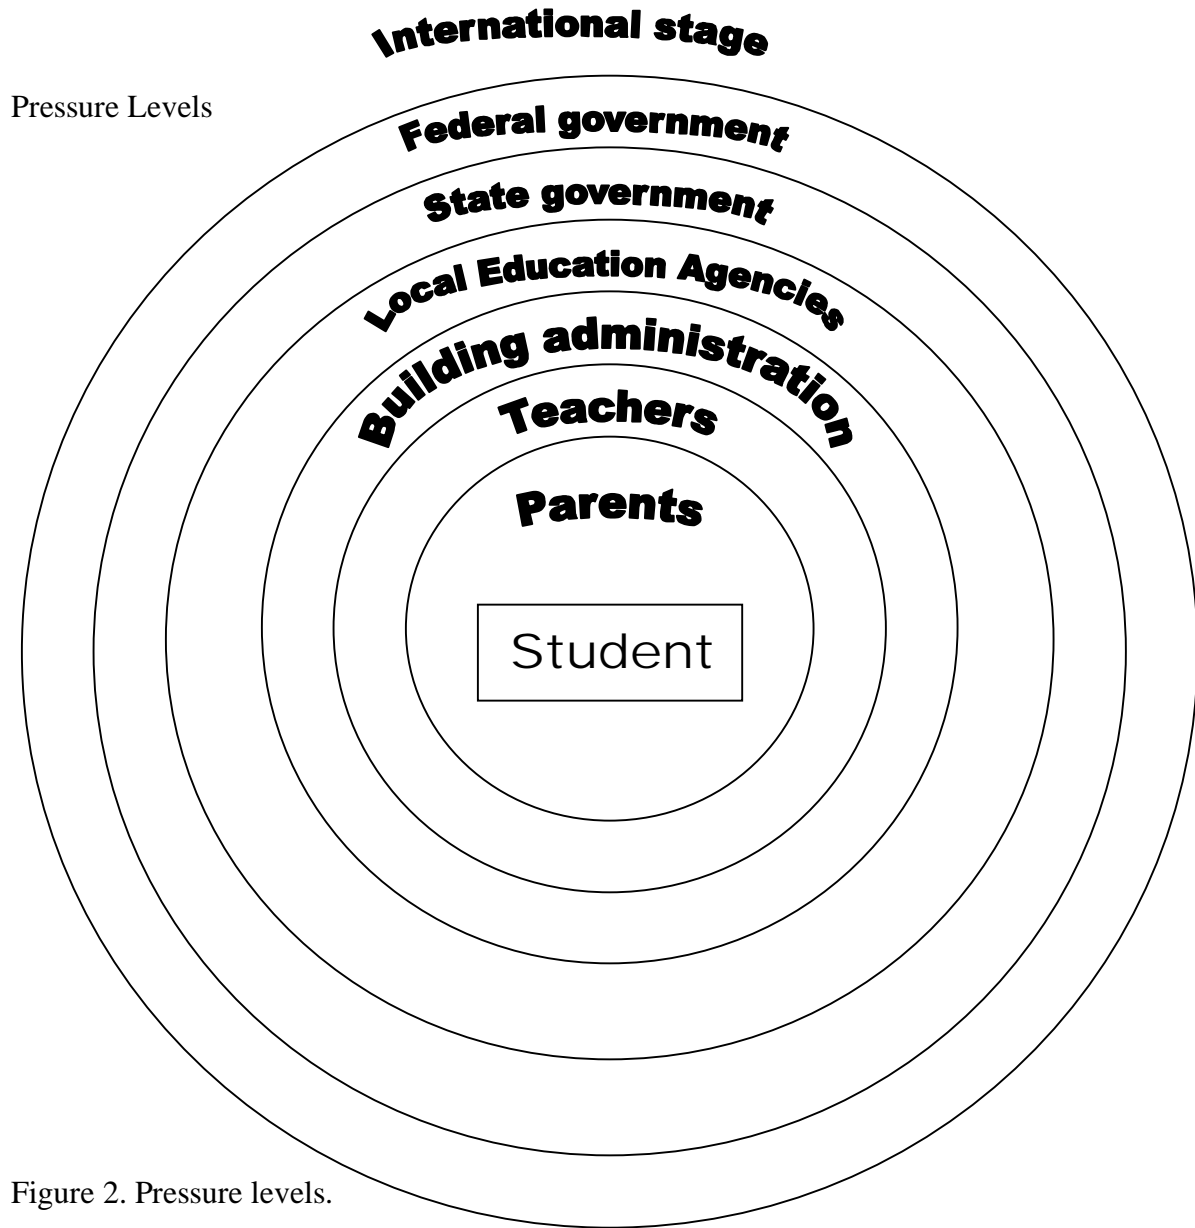 International stage
Pressure Levels
Federal government
State government
Local Education Agencies
Building administration
Teachers
Parents
Student
Figure 2. Pressure levels.